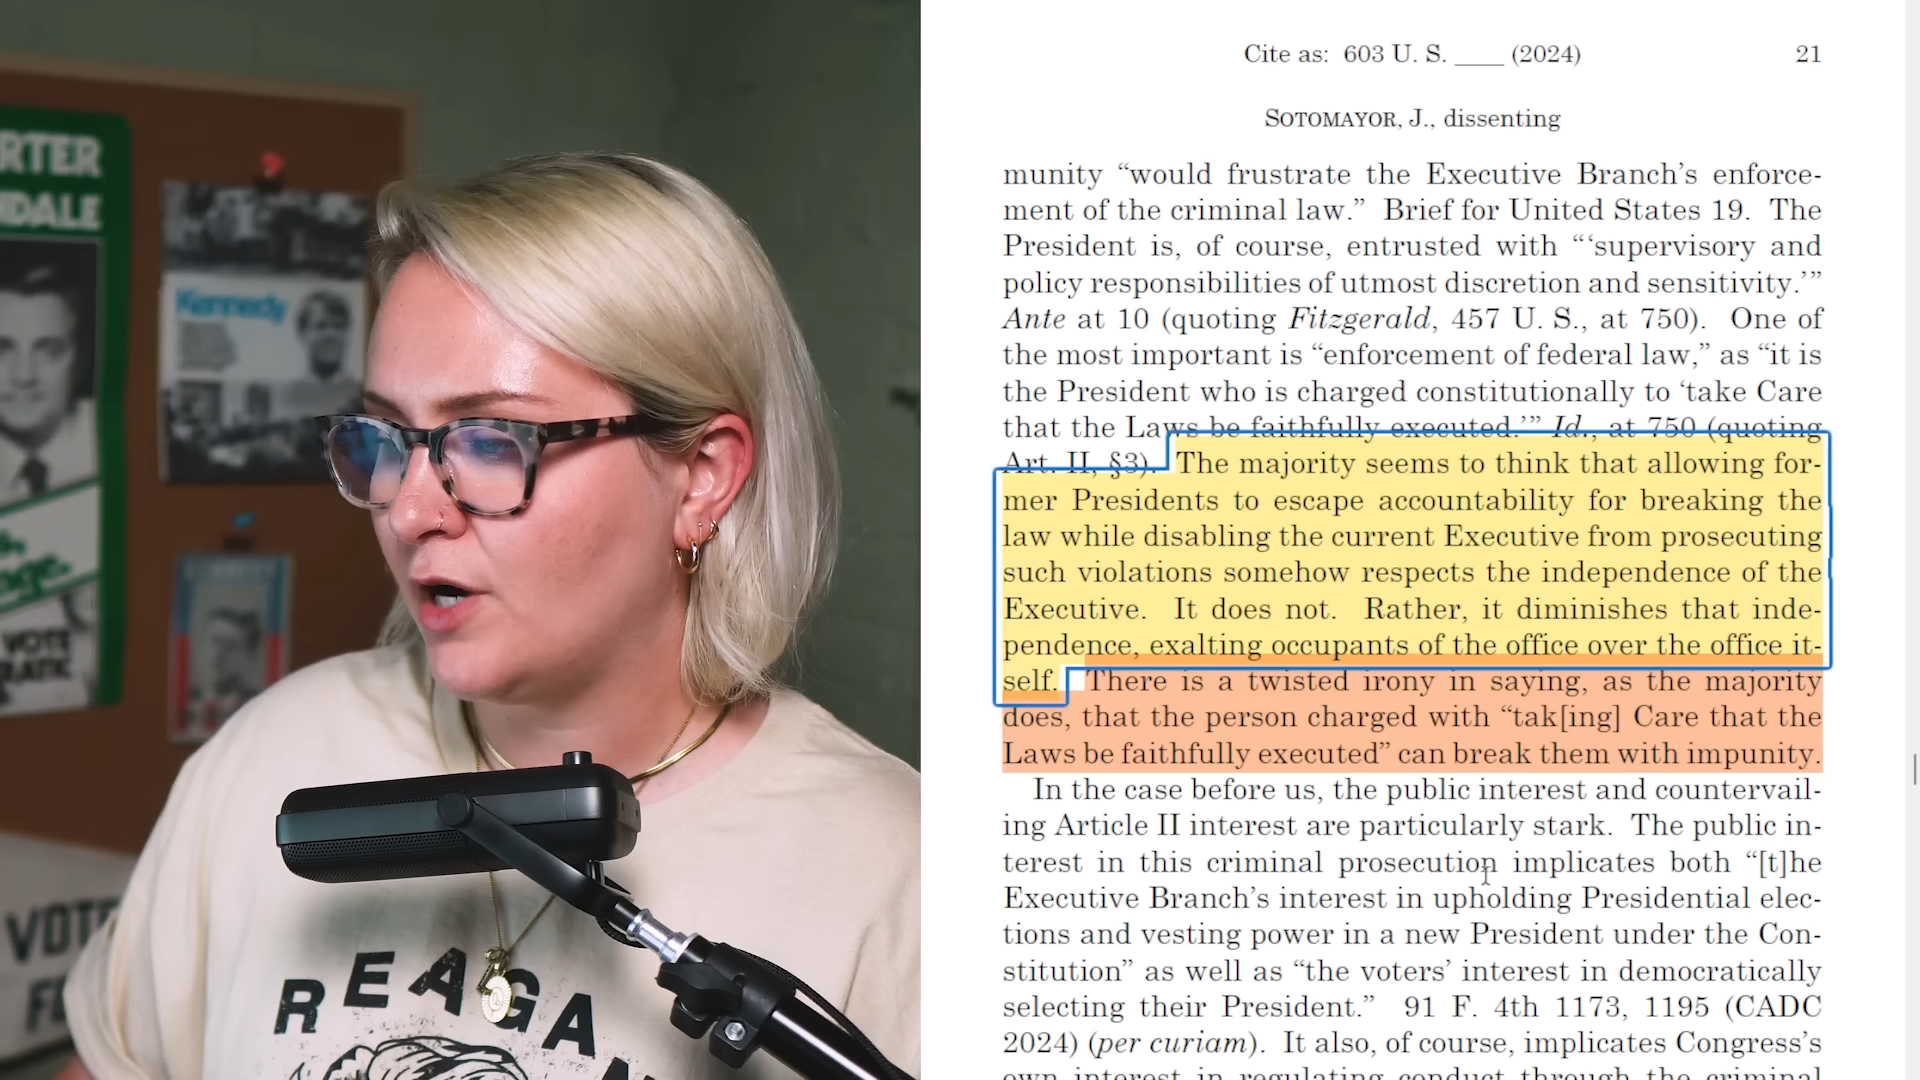 RTER
NDALE
Kennedy
VOTE
VOTE
REAGAN
Cite as: 603 U. S. ____ (2024) 21
SOTOMAYOR, J., dissenting
munity “would frustrate the Executive Branch’s enforce-
ment of the criminal law.” Brief for United States 19. The
President is, of course, entrusted with “‘supervisory and
policy responsibilities of utmost discretion and sensitivity.’”
Ante at 10 (quoting Fitzgerald, 457 U. S., at 750). One of
the most important is “enforcement of federal law,” as “it is
the President who is charged constitutionally to ‘take Care
that the Laws be faithfully executed.’” Id., at 750 (quoting
Art. II, §3). The majority seems to think that allowing for-
mer Presidents to escape accountability for breaking the
law while disabling the current Executive from prosecuting
such violations somehow respects the independence of the
Executive. It does not. Rather, it diminishes that inde-
pendence, exalting occupants of the office over the office it-
self. There is a twisted irony in saying, as the majority
does, that the person charged with “tak[ing] Care that the
Laws be faithfully executed” can break them with impunity.
In the case before us, the public interest and countervail-
ing Article II interest are particularly stark. The public in-
terest in this criminal prosecution implicates both “[t]he
Executive Branch’s interest in upholding Presidential elec-
tions and vesting power in a new President under the Con-
stitution” as well as “the voters’ interest in democratically
selecting their President.” 91 F. 4th 1173, 1195 (CADC
2024) (per curiam). It also, of course, implicates Congress’s
own interest in regulating conduct through the criminal